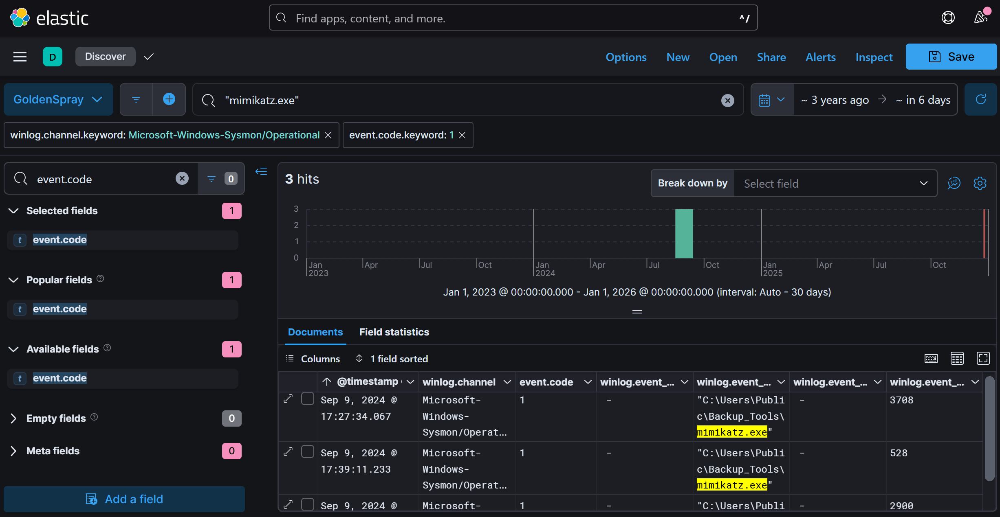 elastic
Find apps, content, and more.
^/
D
Discover
Options
New
Open
Share
Alerts
Inspect
Save
GoldenSpray
"mimikatz.exe"
~ 3 years ago → ~ in 6 days
winlog.channel.keyword: Microsoft-Windows-Sysmon/Operational
event.code.keyword: 1
event.code
0
Selected fields
1
t event.code
Popular fields
1
t event.code
Available fields
1
t event.code
Empty fields
0
Meta fields
0
Add a field
3 hits
Break down by
Select field
3
2
1
0
Jan 2023
Apr
Jul
Oct
Jan 2024
Apr
Jul
Oct
Jan 2025
Apr
Jul
Oct
Jan 1, 2023 @ 00:00:00.000 - Jan 1, 2026 @ 00:00:00.000 (interval: Auto - 30 days)
Documents
Field statistics
Columns
1 field sorted
@timestamp
winlog.channel
event.code
winlog.event_...
winlog.event_...
winlog.event_...
winlog.event_...
Sep 9, 2024 @
17:27:34.067
Microsoft-
Windows-
Sysmon/Operat...
1
-
"C:\Users\Publi
c\Backup_Tools\
mimikatz.exe"
-
3708
Sep 9, 2024 @
17:39:11.233
Microsoft-
Windows-
Sysmon/Operat...
1
-
"C:\Users\Publi
c\Backup_Tools\
mimikatz.exe"
-
528
Sep 9, 2024 @
Microsoft-
1
-
"C:\Users\Publi
-
2900